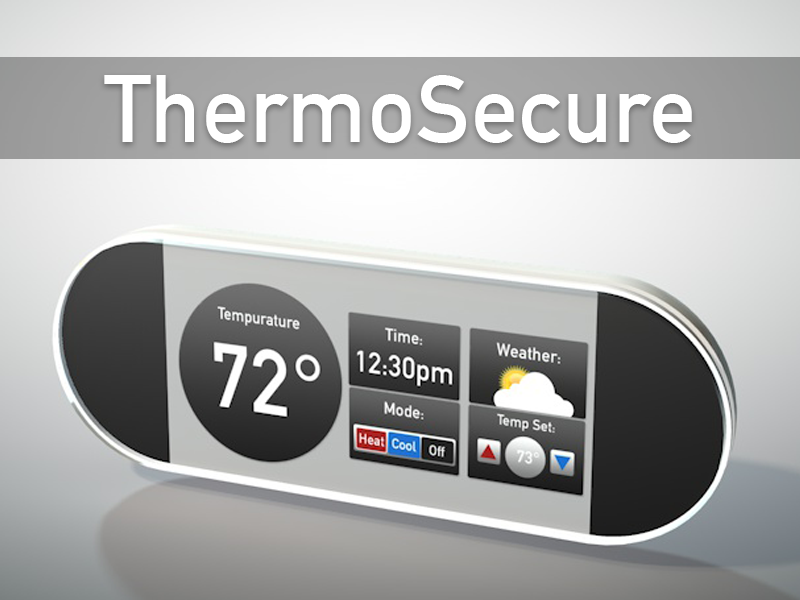 ThermoSecure
Tempurature
72°
Time:
12:30pm
Weather:
Mode:
Heat Cool Off
Temp Set:
73°